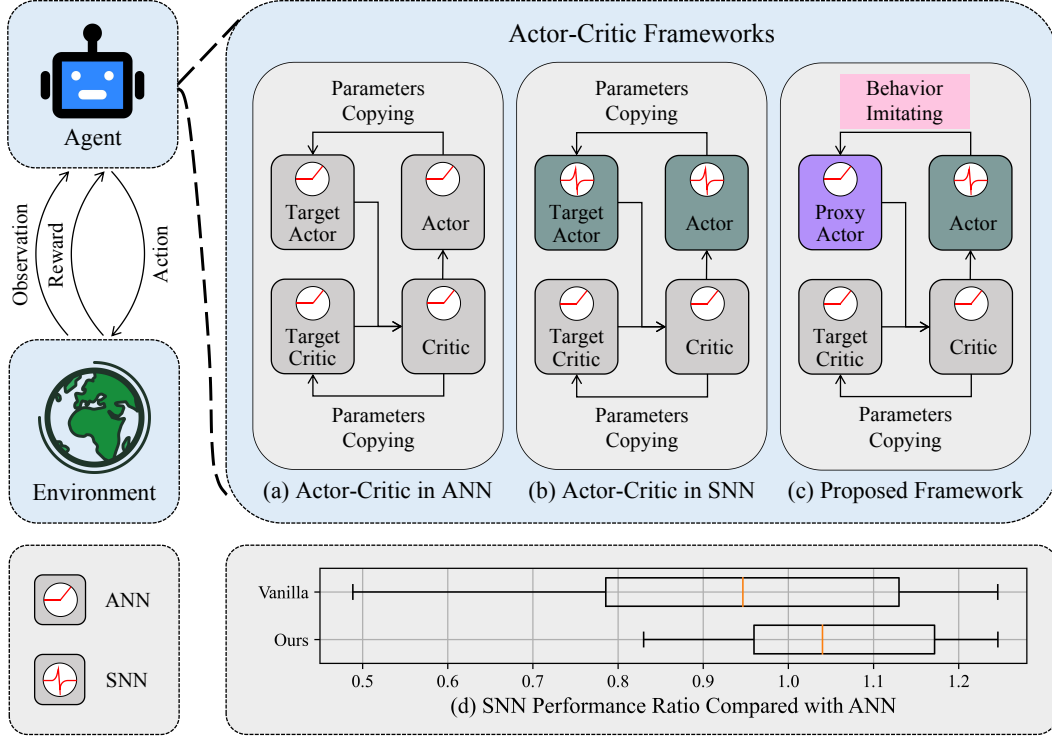 Agent
Observation
Reward
Action
Environment
Actor-Critic Frameworks
Parameters
Copying
Target
Actor
Actor
Target
Critic
Critic
Parameters
Copying
(a) Actor-Critic in ANN
Parameters
Copying
Target
Actor
Actor
Target
Critic
Critic
Parameters
Copying
(b) Actor-Critic in SNN
Behavior
Imitating
Proxy
Actor
Actor
Target
Critic
Critic
Parameters
Copying
(c) Proposed Framework
ANN
SNN
Vanilla
Ours
0.5 0.6 0.7 0.8 0.9 1.0 1.1 1.2
(d) SNN Performance Ratio Compared with ANN